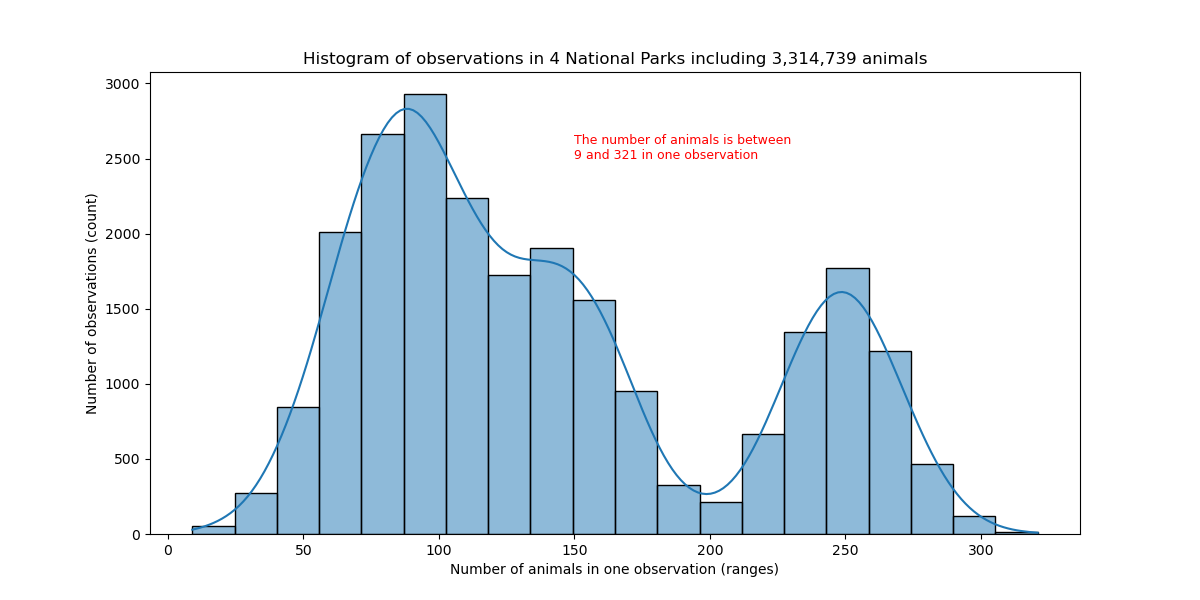 Histogram of observations in 4 National Parks including 3,314,739 animals
3000
2500
2000
1500
1000
500
0
Number of observations (count)
The number of animals is between
9 and 321 in one observation
0 50 100 150 200 250 300
Number of animals in one observation (ranges)